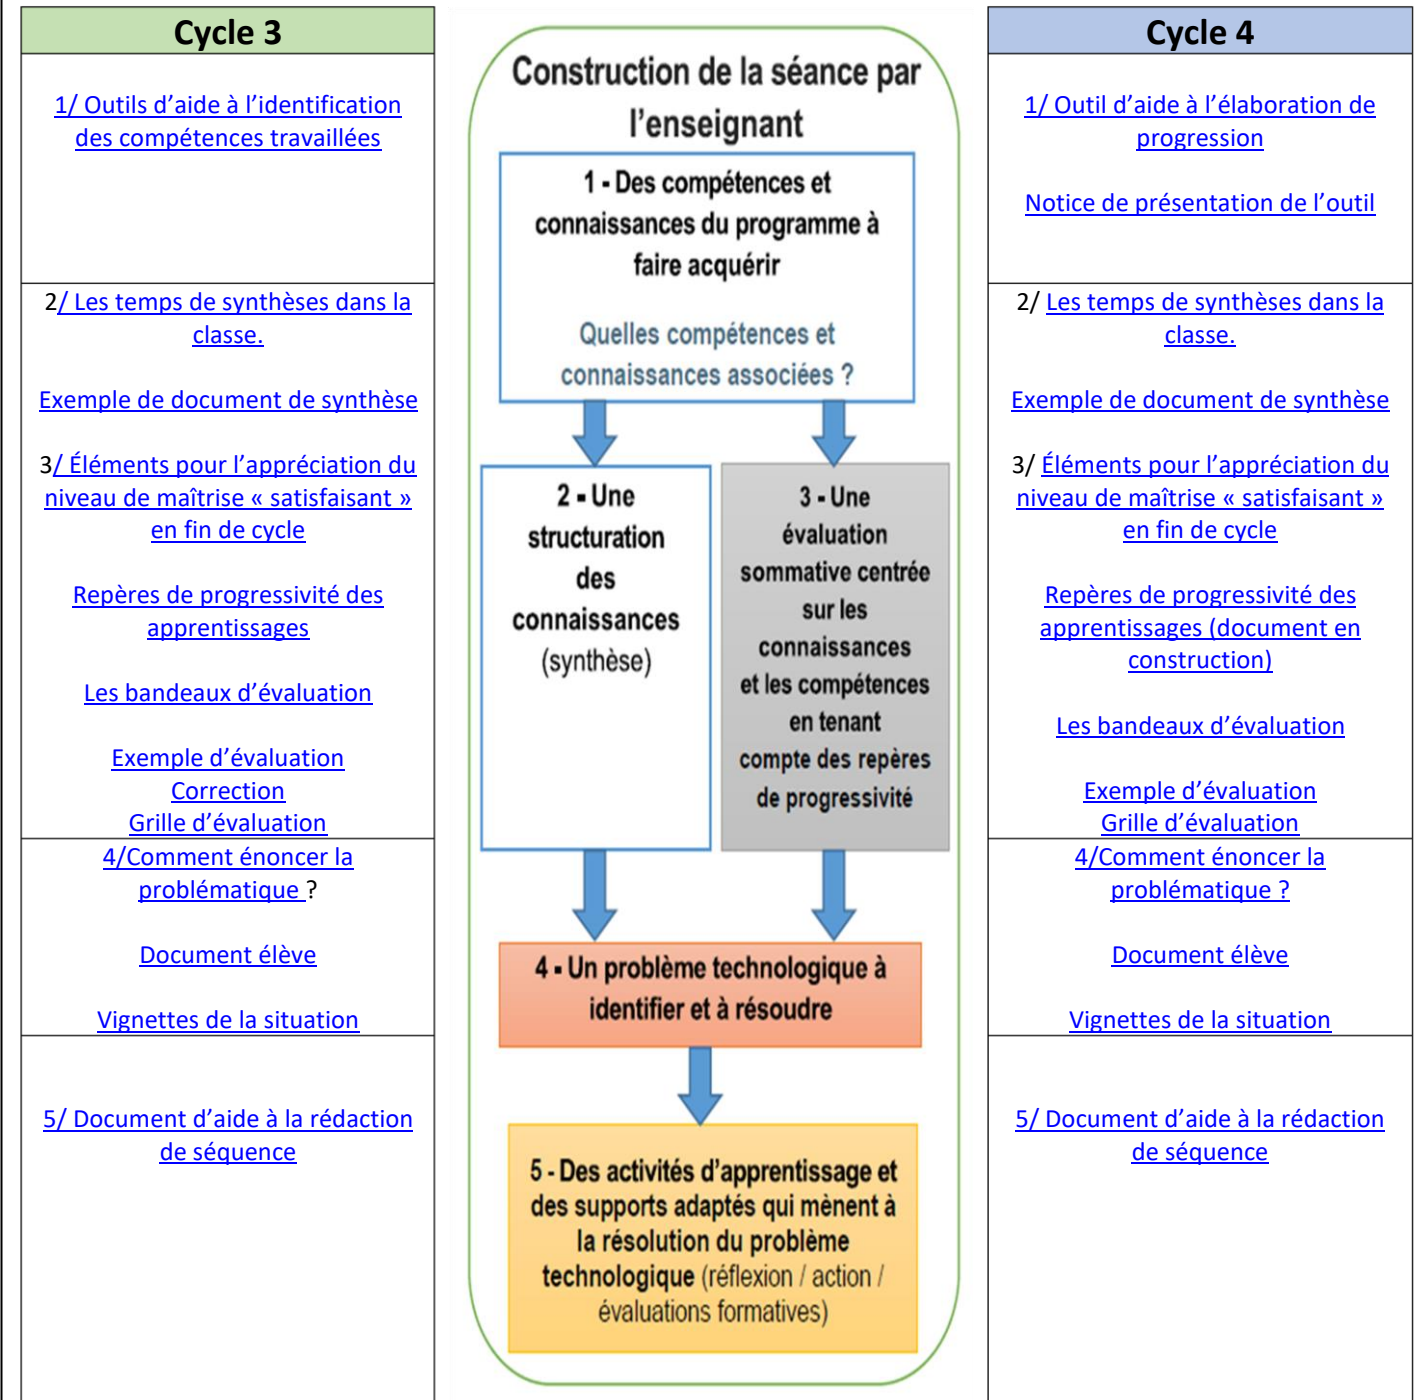 Cycle 3
1/ Outils d’aide à l’identification
des compétences travaillées
2/ Les temps de synthèses dans la
classe.
Exemple de document de synthèse
3/ Éléments pour l’appréciation du
niveau de maîtrise « satisfaisant »
en fin de cycle
Repères de progressivité des
apprentissages
Les bandeaux d’évaluation
Exemple d’évaluation
Correction
Grille d’évaluation
4/Comment énoncer la
problématique ?
Document élève
Vignettes de la situation
5/ Document d’aide à la rédaction
de séquence
Construction de la séance par
l’enseignant
1 - Des compétences et
connaissances du programme à
faire acquérir
Quelles compétences et
connaissances associées ?
2 - Une
structuration
des
connaissances
(synthèse)
3 - Une
évaluation
sommative centrée
sur les
connaissances
et les compétences
en tenant
compte des repères
de progressivité
4 - Un problème technologique à
identifier et à résoudre
5 - Des activités d’apprentissage et
des supports adaptés qui mènent à
la résolution du problème
technologique (réflexion / action /
évaluations formatives)
Cycle 4
1/ Outil d’aide à l’élaboration de
progression
Notice de présentation de l’outil
2/ Les temps de synthèses dans la
classe.
Exemple de document de synthèse
3/ Éléments pour l’appréciation du
niveau de maîtrise « satisfaisant »
en fin de cycle
Repères de progressivité des
apprentissages (document en
construction)
Les bandeaux d’évaluation
Exemple d’évaluation
Grille d’évaluation
4/Comment énoncer la
problématique ?
Document élève
Vignettes de la situation
5/ Document d’aide à la rédaction
de séquence